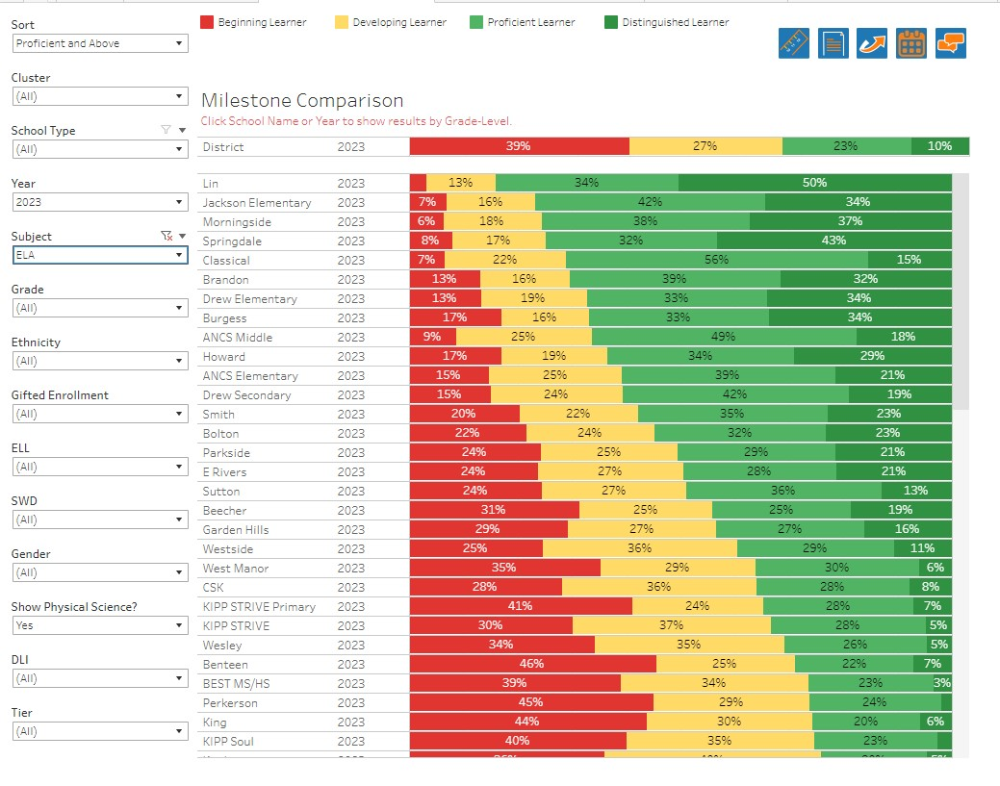 Sort
Proficient and Above
Cluster
(All)
School Type
(All)
Year
2023
Subject
ELA
Grade
(All)
Ethnicity
(All)
Gifted Enrollment
(All)
ELL
(All)
SWD
(All)
Gender
(All)
Show Physical Science?
Yes
DLI
(All)
Tier
(All)
Beginning Learner Developing Learner Proficient Learner Distinguished Learner
Milestone Comparison
Click School Name or Year to show results by Grade-Level.
District 2023 39% 27% 23% 10%
Lin 2023 13% 34% 50%
Jackson Elementary 2023 7% 16% 42% 34%
Morningside 2023 6% 18% 38% 37%
Springdale 2023 8% 17% 32% 43%
Classical 2023 7% 22% 56% 15%
Brandon 2023 13% 16% 39% 32%
Drew Elementary 2023 13% 19% 33% 34%
Burgess 2023 17% 16% 33% 34%
ANCS Middle 2023 9% 25% 49% 18%
Howard 2023 17% 19% 34% 29%
ANCS Elementary 2023 15% 25% 39% 21%
Drew Secondary 2023 15% 24% 42% 19%
Smith 2023 20% 22% 35% 23%
Bolton 2023 22% 24% 32% 23%
Parkside 2023 24% 25% 29% 21%
E Rivers 2023 24% 27% 28% 21%
Sutton 2023 24% 27% 36% 13%
Beecher 2023 31% 25% 25% 19%
Garden Hills 2023 29% 27% 27% 16%
Westside 2023 25% 36% 29% 11%
West Manor 2023 35% 29% 30% 6%
CSK 2023 28% 36% 28% 8%
KIPP STRIVE Primary 2023 41% 24% 28% 7%
KIPP STRIVE 2023 30% 37% 28% 5%
Wesley 2023 34% 35% 26% 5%
Benteen 2023 46% 25% 22% 7%
BEST MS/HS 2023 39% 34% 23% 3%
Perkerson 2023 45% 29% 24%
King 2023 44% 30% 20% 6%
KIPP Soul 2023 40% 35% 23%